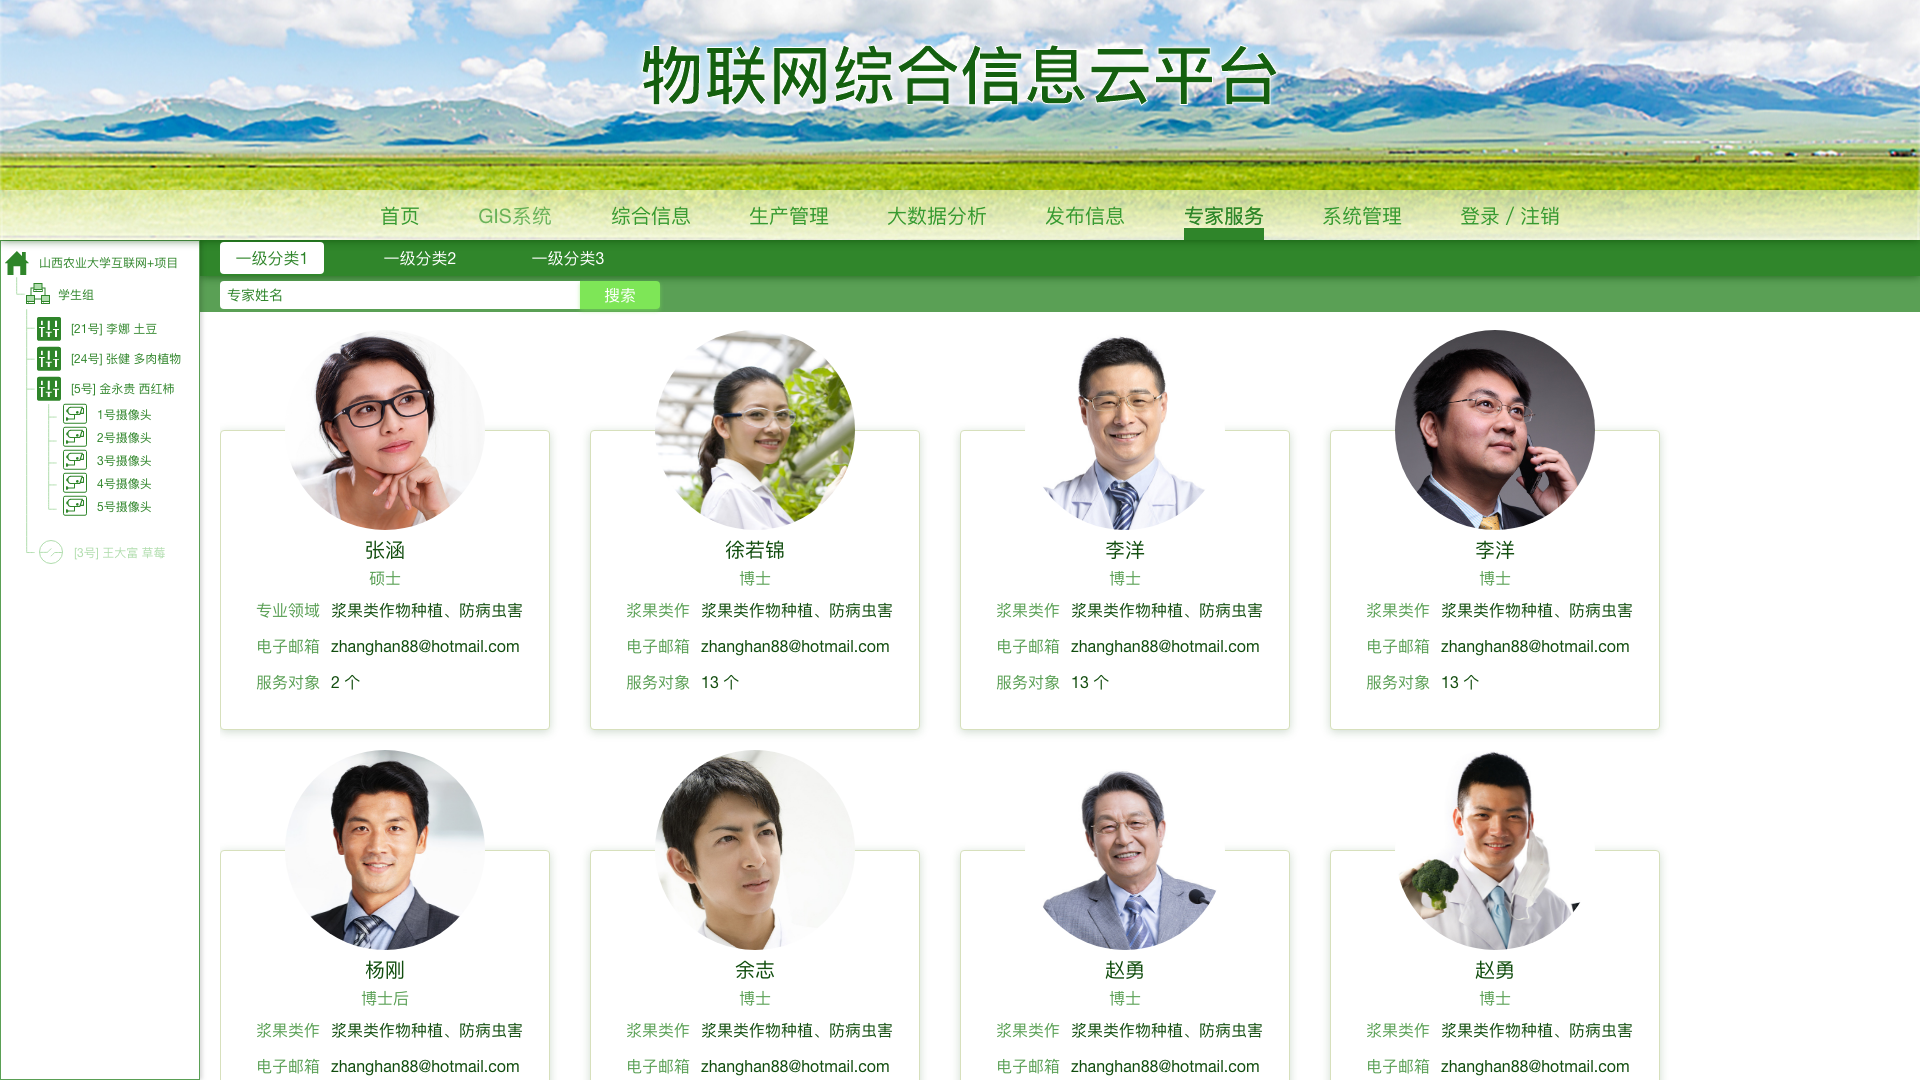 物联网综合信息云平台
首页 GIS系统 综合信息 生产管理 大数据分析 发布信息 专家服务 系统管理 登录 / 注销
山西农业大学互联网+项目
学生组
[21号] 李娜 土豆
[24号] 张健 多肉植物
[5号] 金永贵 西红柿
1号摄像头
2号摄像头
3号摄像头
4号摄像头
5号摄像头
[3号] 王大富 草莓
一级分类1 一级分类2 一级分类3
专家姓名 搜索
张涵
硕士
专业领域 浆果类作物种植、防病虫害
电子邮箱 zhanghan88@hotmail.com
服务对象 2 个
徐若锦
博士
浆果类作 浆果类作物种植、防病虫害
电子邮箱 zhanghan88@hotmail.com
服务对象 13 个
李洋
博士
浆果类作 浆果类作物种植、防病虫害
电子邮箱 zhanghan88@hotmail.com
服务对象 13 个
李洋
博士
浆果类作 浆果类作物种植、防病虫害
电子邮箱 zhanghan88@hotmail.com
服务对象 13 个
杨刚
博士后
浆果类作 浆果类作物种植、防病虫害
电子邮箱 zhanghan88@hotmail.com
余志
博士
浆果类作 浆果类作物种植、防病虫害
电子邮箱 zhanghan88@hotmail.com
赵勇
博士
浆果类作 浆果类作物种植、防病虫害
电子邮箱 zhanghan88@hotmail.com
赵勇
博士
浆果类作 浆果类作物种植、防病虫害
电子邮箱 zhanghan88@hotmail.com